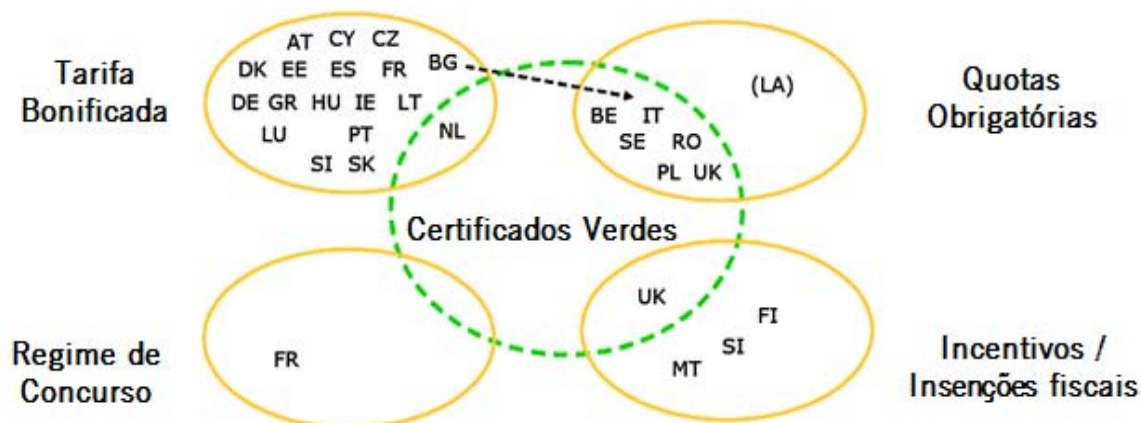 Tarifa
Bonificada
AT CY CZ
DK EE ES FR BG
DE GR HU IE LT
LU PT NL
SI SK
(LA)
BE IT
SE RO
PL UK
Quotas
Obrigatórias
Certificados Verdes
Regime de
Concurso
FR
UK
FI
SI
MT
Incentivos /
Insenções fiscais